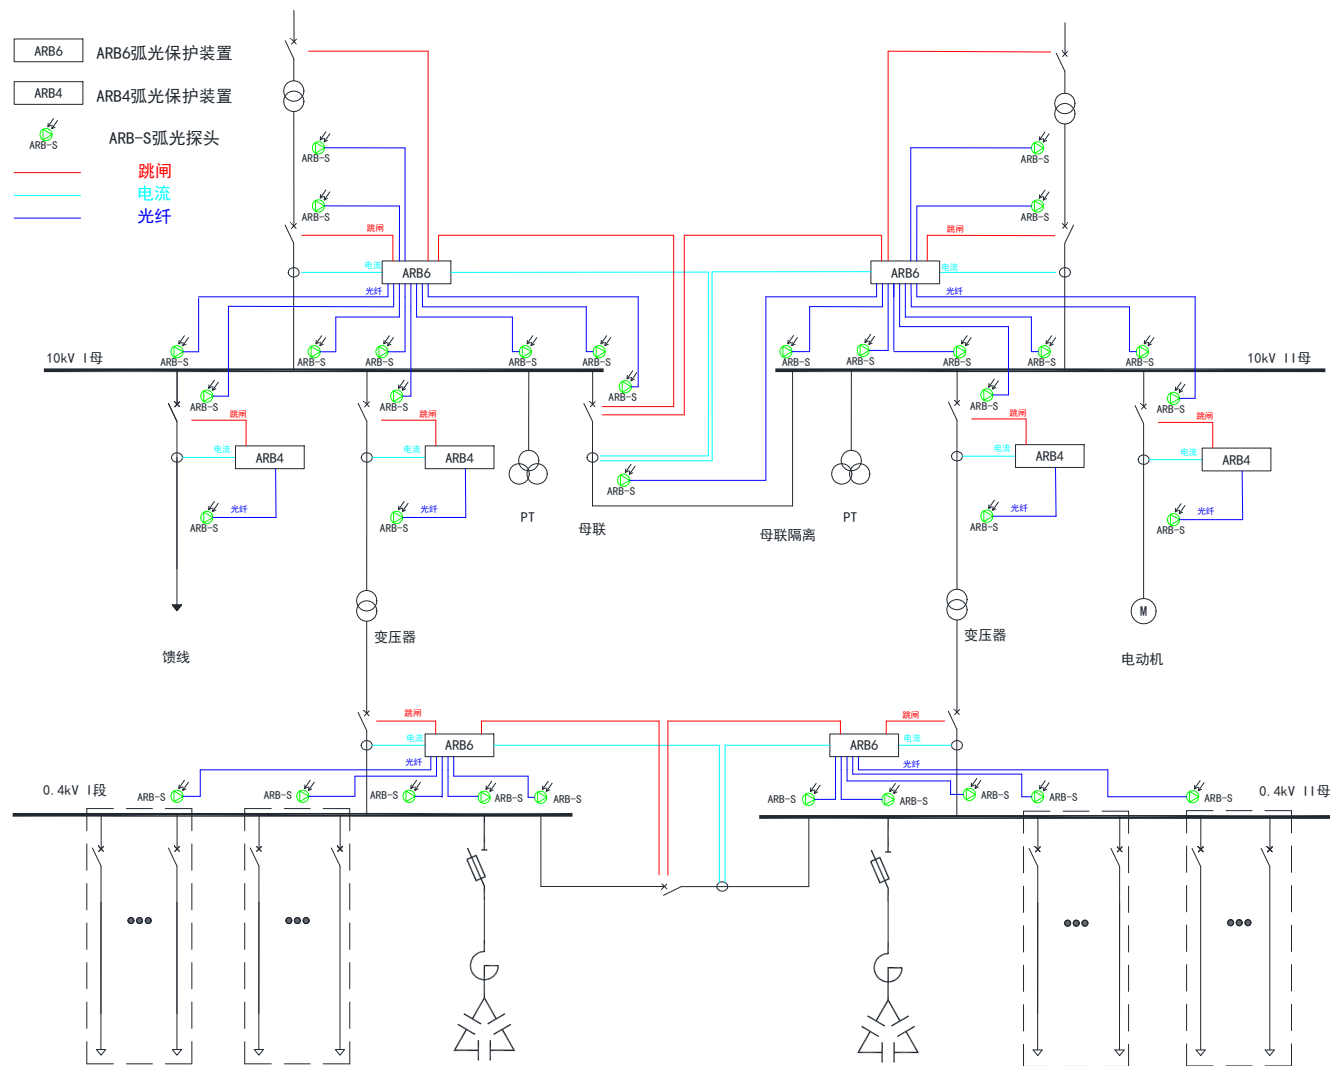 ARB6 ARB6弧光保护装置
ARB4 ARB4弧光保护装置
ARB-S ARB-S弧光探头
跳闸
电流
光纤
ARB-S
ARB-S
ARB-S
ARB-S
跳闸
跳闸
电流
ARB6
ARB6
电流
光纤
光纤
10kV I母
ARB-S
ARB-S
ARB-S
ARB-S
ARB-S
ARB-S
ARB-S
ARB-S
ARB-S
ARB-S
10kV II母
ARB-S
ARB-S
ARB-S
ARB-S
ARB-S
跳闸
跳闸
跳闸
跳闸
电流
ARB4
电流
ARB4
电流
ARB4
电流
ARB4
ARB-S
光纤
ARB-S
光纤
ARB-S
ARB-S
光纤
ARB-S
光纤
PT
母联
母联隔离
PT
M
馈线
变压器
变压器
电动机
跳闸
跳闸
电流
ARB6
ARB6
电流
光纤
光纤
0.4kV I段
ARB-S
ARB-S
ARB-S
ARB-S
ARB-S
ARB-S
ARB-S
ARB-S
ARB-S
ARB-S
0.4kV II母